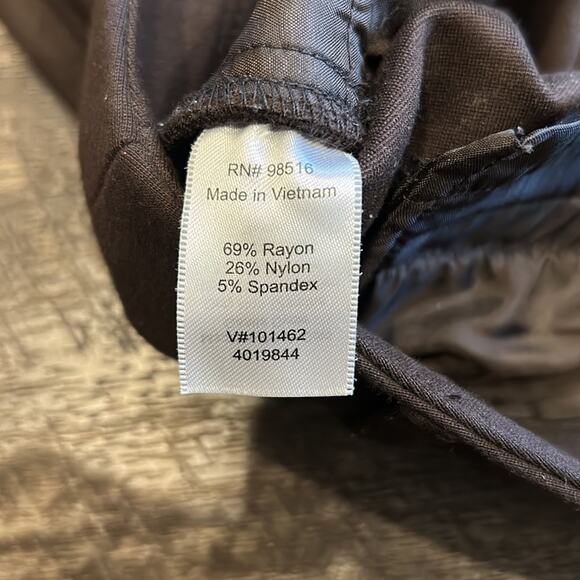 RN# 98516
Made in Vietnam
69% Rayon
26% Nylon
5% Spandex
V#101462
4019844